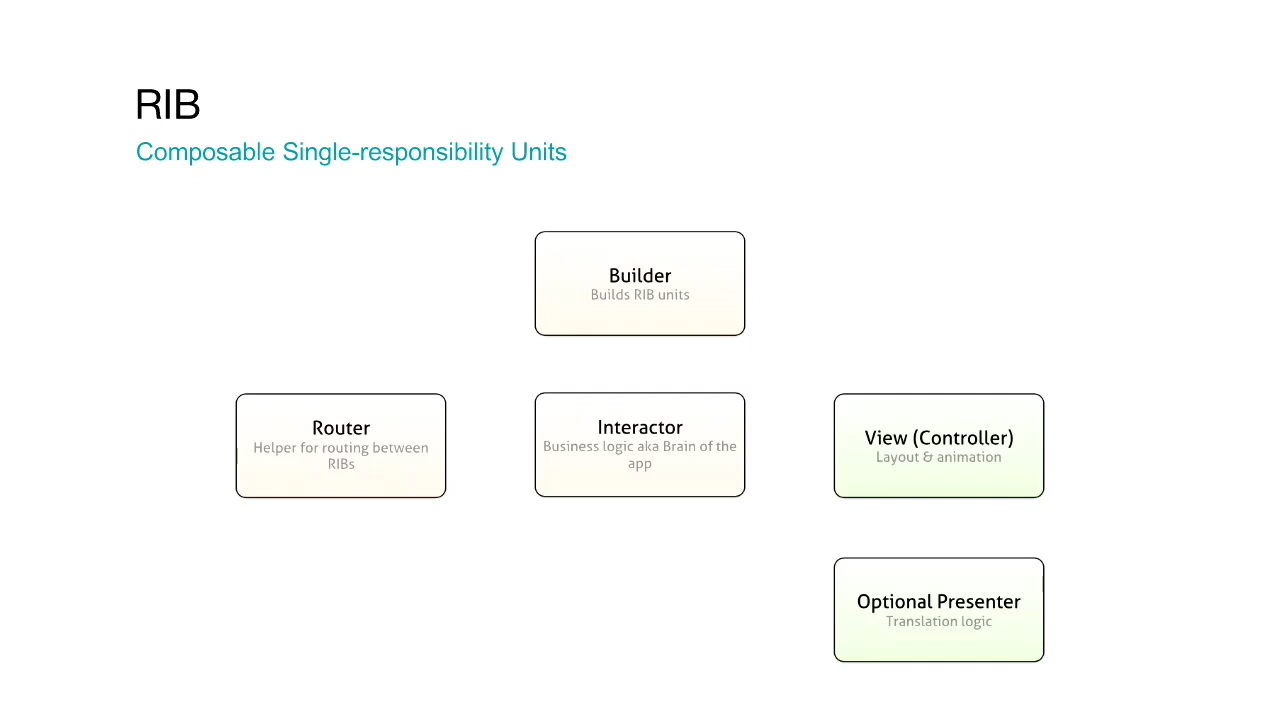 RIB
Composable Single-responsibility Units
Builder
Builds RIB units
Router
Helper for routing between
RIBs
Interactor
Business logic aka Brain of the
app
View (Controller)
Layout & animation
Optional Presenter
Translation logic